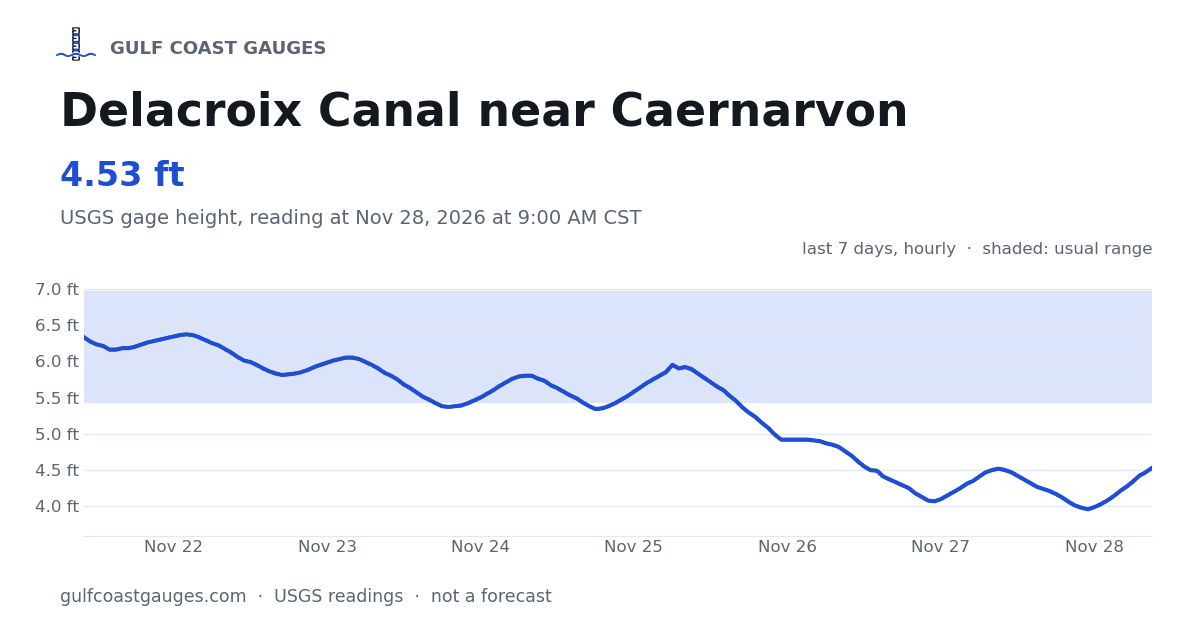 GULF COAST GAUGES
Delacroix Canal near Caernarvon
4.53 ft
USGS gage height, reading at Nov 28, 2026 at 9:00 AM CST
last 7 days, hourly · shaded: usual range
7.0 ft
6.5 ft
6.0 ft
5.5 ft
5.0 ft
4.5 ft
4.0 ft
Nov 22 Nov 23 Nov 24 Nov 25 Nov 26 Nov 27 Nov 28
gulfcoastgauges.com · USGS readings · not a forecast